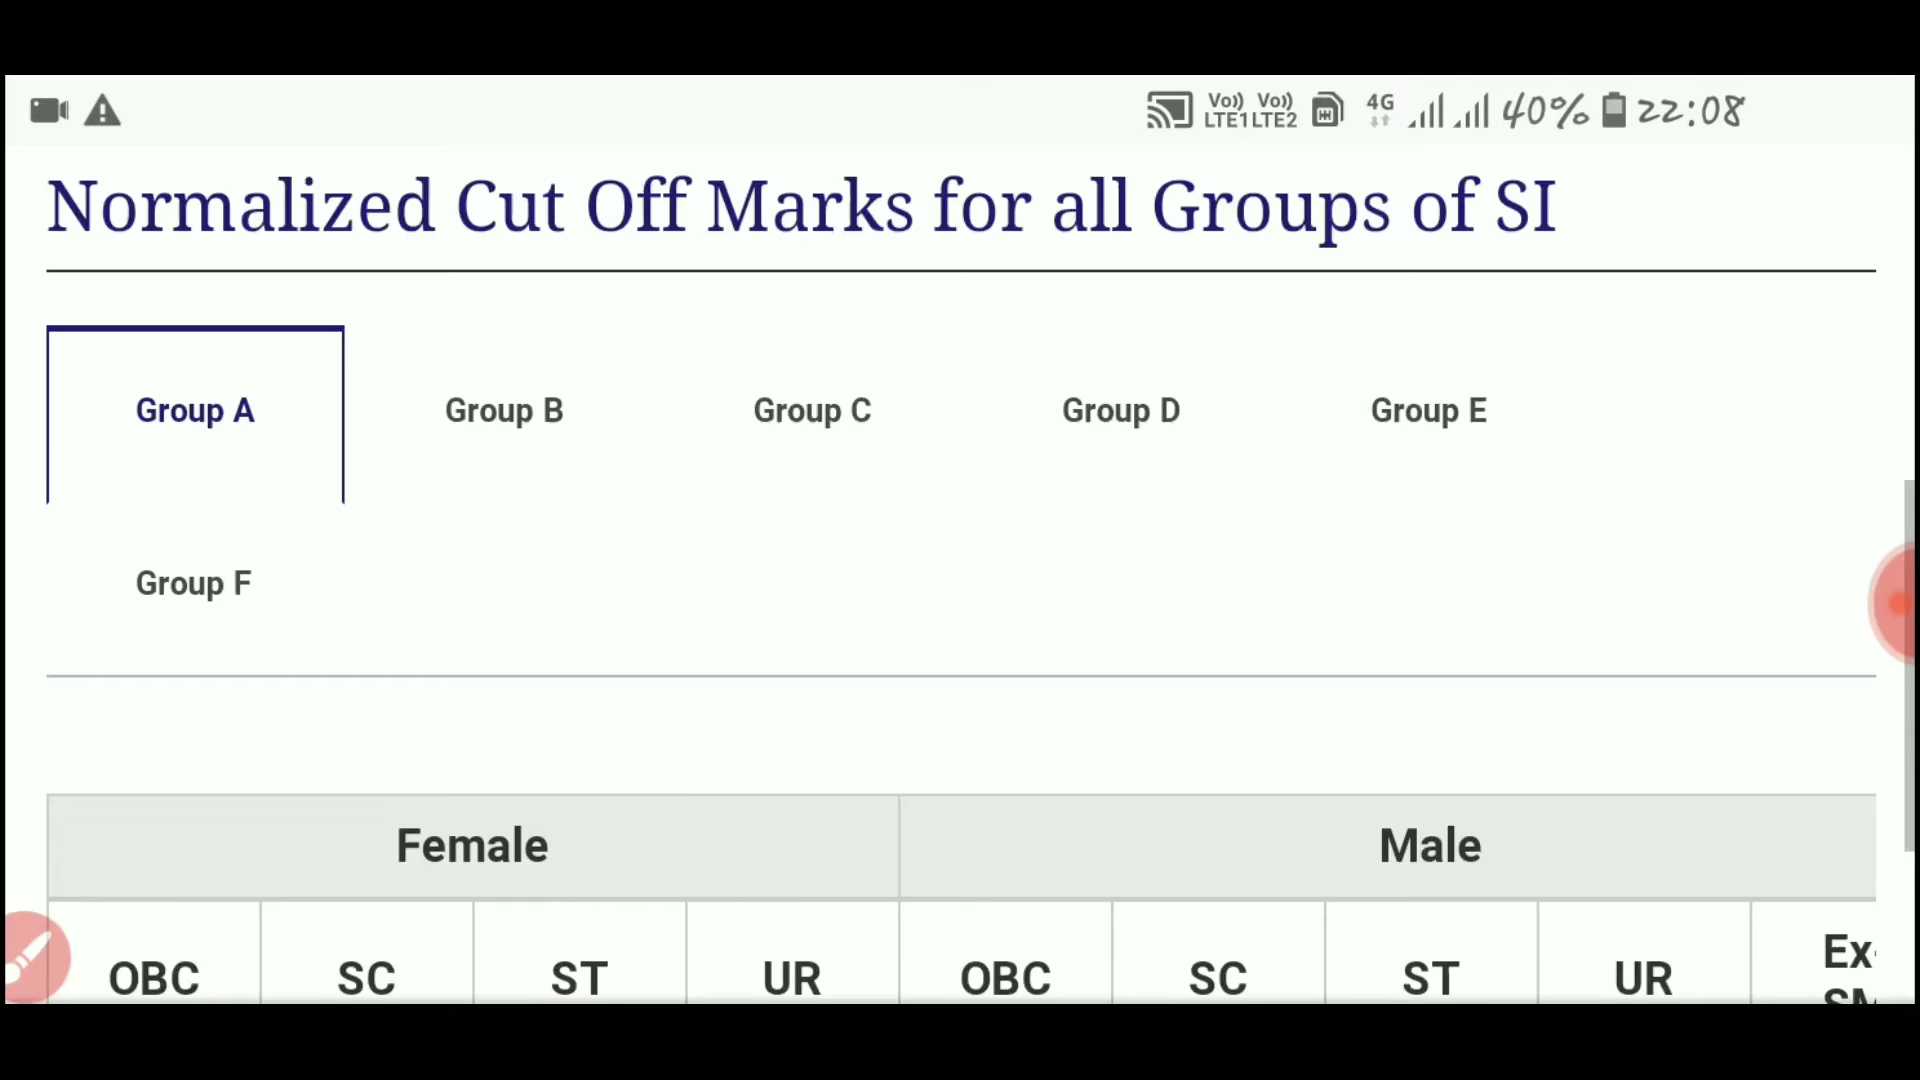 Vo)) Vo)) 4G 40% 22:08
LTE1 LTE2
Normalized Cut Off Marks for all Groups of SI
Group A Group B Group C Group D Group E
Group F
Female Male
OBC SC ST UR OBC SC ST UR Ex-